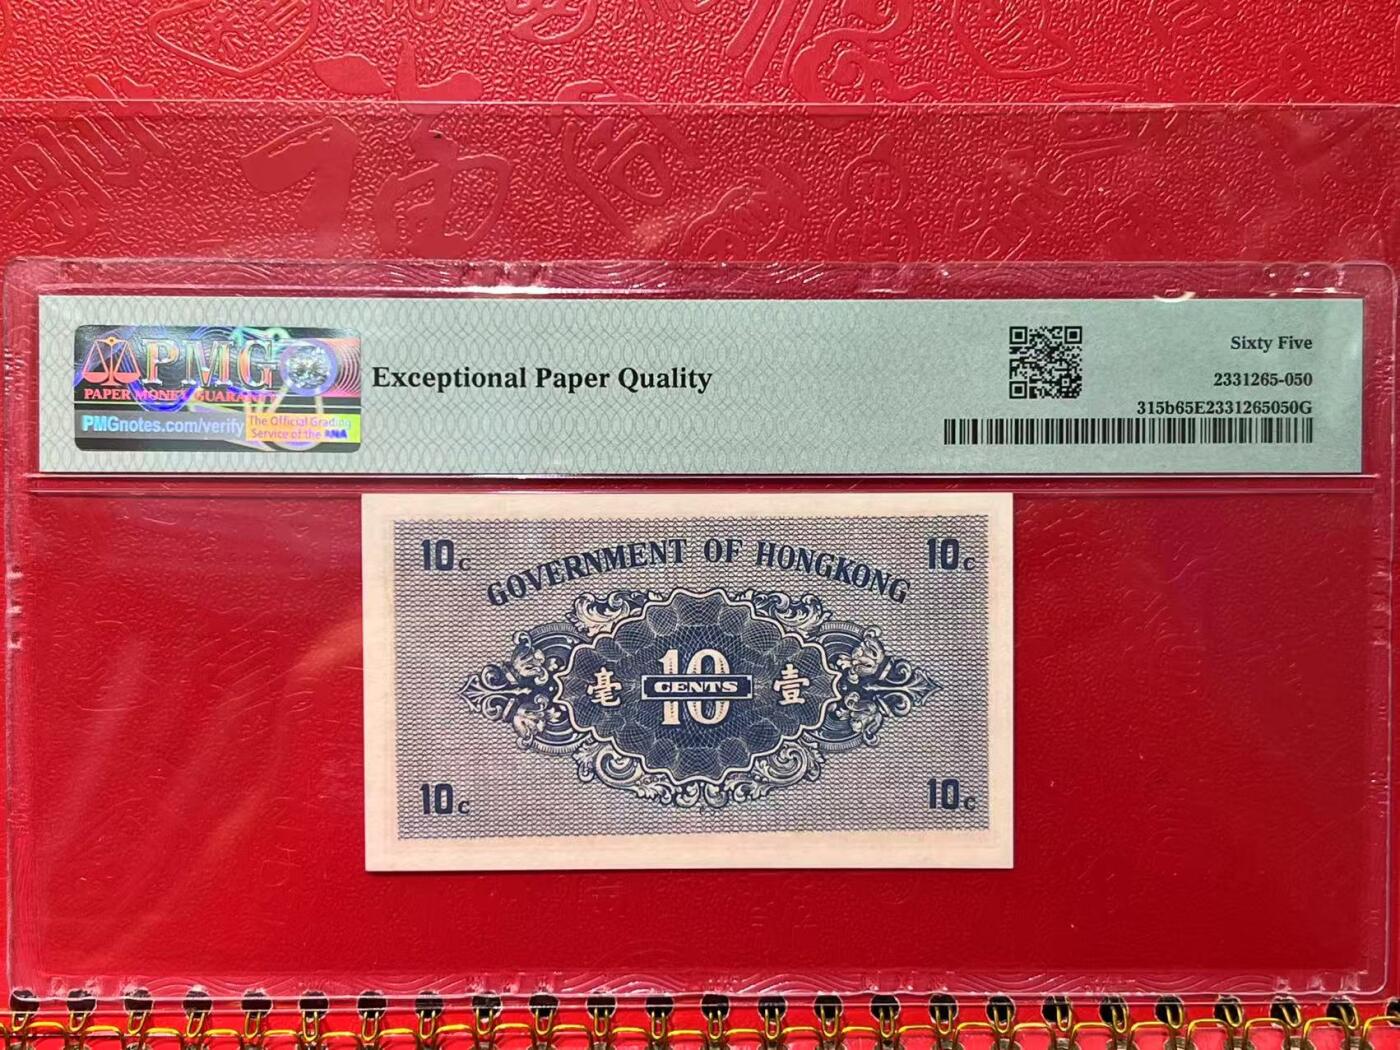 PMG
PAPER MONEY GUARANTY
PMGnotes.com/verify
The Official Grading
Service of the ANA
Exceptional Paper Quality
Sixty Five
2331265-050
315b65E2331265050G
10c
10c
GOVERNMENT OF HONGKONG
毫
10
CENTS
壹
10c
10c